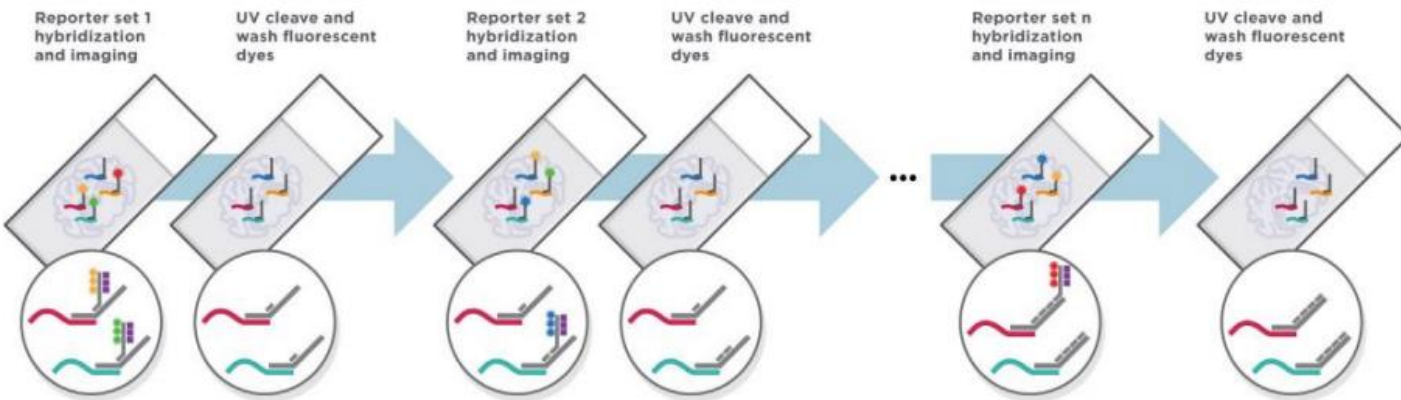 Reporter set 1
hybridization
and imaging
UV cleave and
wash fluorescent
dyes
Reporter set 2
hybridization
and imaging
UV cleave and
wash fluorescent
dyes
...
Reporter set n
hybridization
and imaging
UV cleave and
wash fluorescent
dyes